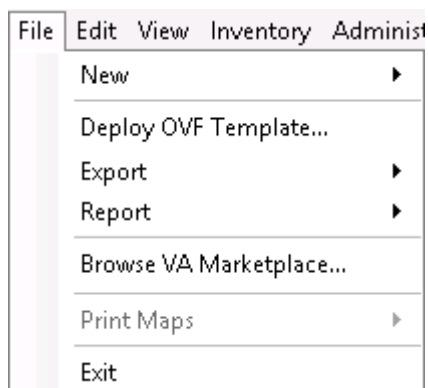 File Edit View Inventory Administ
New
Deploy OVF Template...
Export
Report
Browse VA Marketplace...
Print Maps
Exit